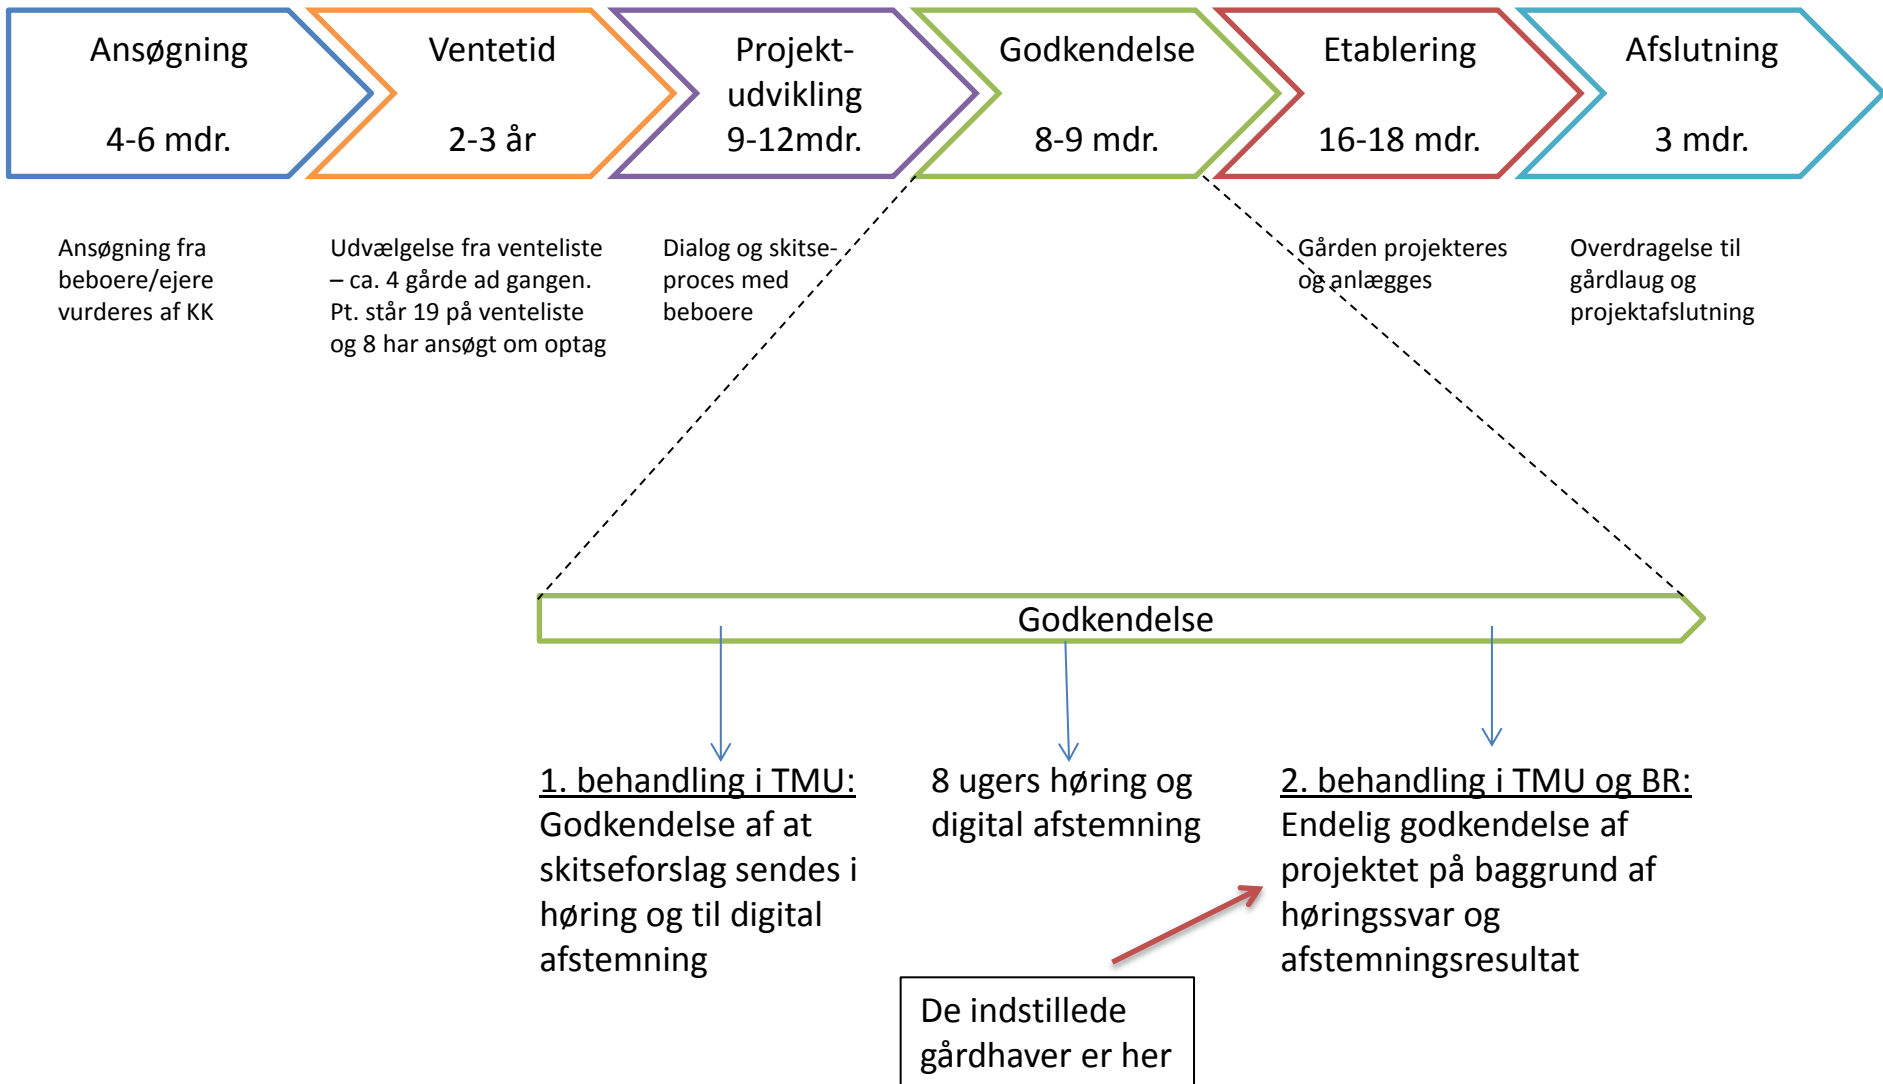 Ansøgning
4-6 mdr.
Ventetid
2-3 år
Projekt-
udvikling
9-12mdr.
Godkendelse
8-9 mdr.
Etablering
16-18 mdr.
Afslutning
3 mdr.
Ansøgning fra
beboere/ejere
vurderes af KK
Udvælgelse fra venteliste
– ca. 4 gårde ad gangen.
Pt. står 19 på venteliste
og 8 har ansøgt om optag
Dialog og skitse-
proces med
beboere
Gården projekteres
og anlægges
Overdragelse til
gårdlaug og
projektafslutning
Godkendelse
1. behandling i TMU:
Godkendelse af at
skitseforslag sendes i
høring og til digital
afstemning
8 ugers høring og
digital afstemning
2. behandling i TMU og BR:
Endelig godkendelse af
projektet på baggrund af
høringssvar og
afstemningsresultat
De indstillede
gårdhaver er her